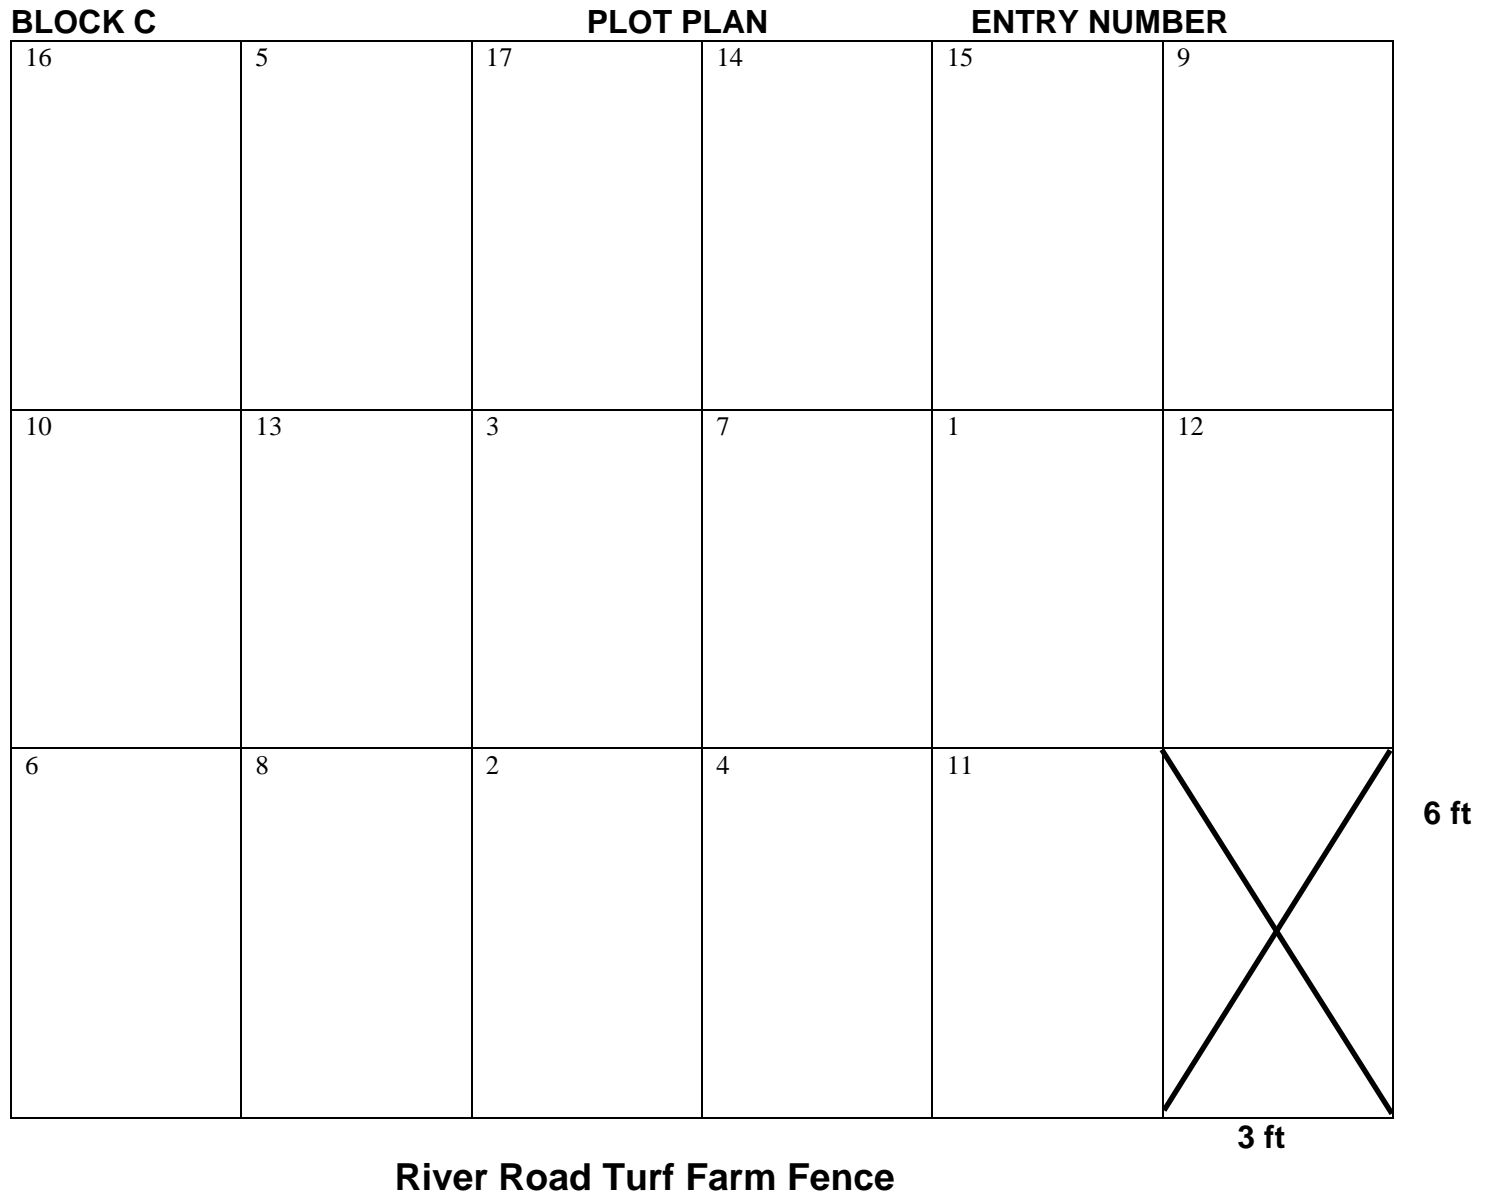 BLOCK C PLOT PLAN ENTRY NUMBER
16 5 17 14 15 9
10 13 3 7 1 12
6 8 2 4 11
6 ft
3 ft
River Road Turf Farm Fence